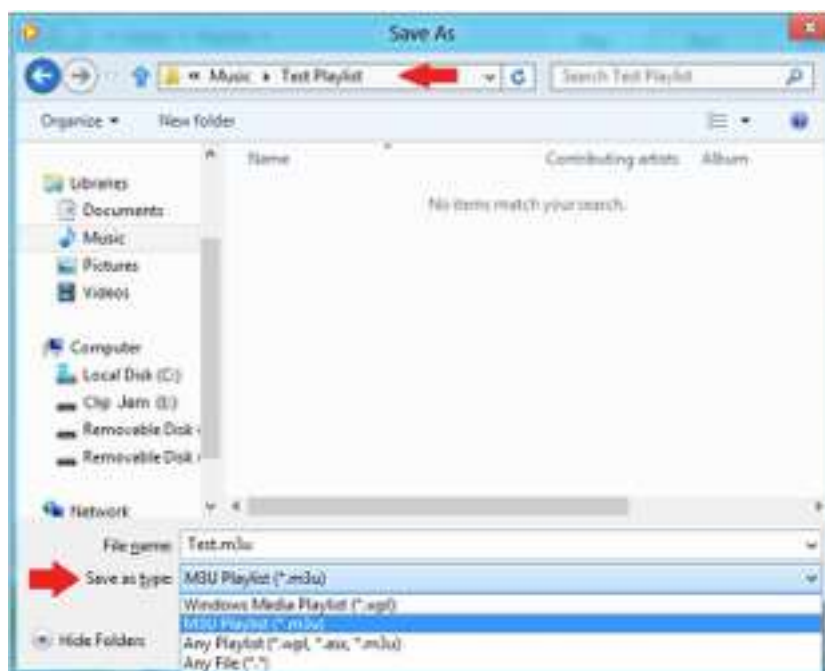 Save As
« Music ▸ Test Playlist
Search Test Playlist
Organize ▾ New folder
Name Contributing artists Album
No items match your search.
Libraries
Documents
Music
Pictures
Videos
Computer
Local Disk (C:)
Clip Jam (E:)
Removable Disk
Removable Disk
Network
File name: Test.m3u
Save as type: M3U Playlist (*.m3u)
Windows Media Playlist (*.wpl)
M3U Playlist (*.m3u)
Any Playlist (*.wpl, *.asx, *.m3u)
Any File (*.*)
Hide Folders